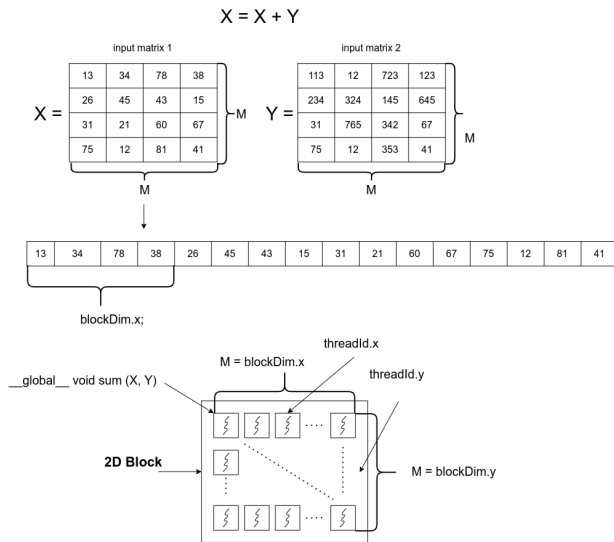 X = X + Y
input matrix 1
input matrix 2
X =
13 34 78 38
26 45 43 15
31 21 60 67
75 12 81 41
M
M
Y =
113 12 723 123
234 324 145 645
31 765 342 67
75 12 353 41
M
M
13 34 78 38 26 45 43 15 31 21 60 67 75 12 81 41
blockDim.x;
threadId.x
M = blockDim.x
threadId.y
__global__ void sum (X, Y)
2D Block
M = blockDim.y